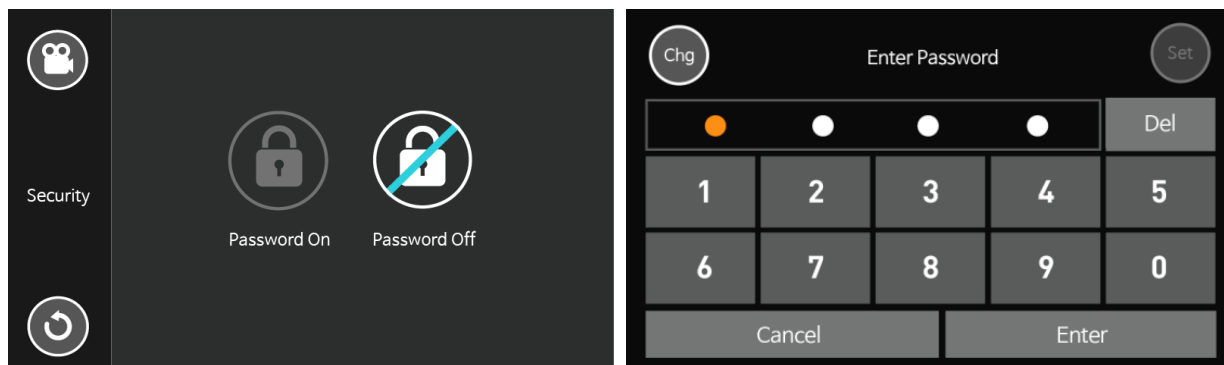 Security
Password On
Password Off
Chg
Enter Password
Set
Del
1 2 3 4 5
6 7 8 9 0
Cancel
Enter